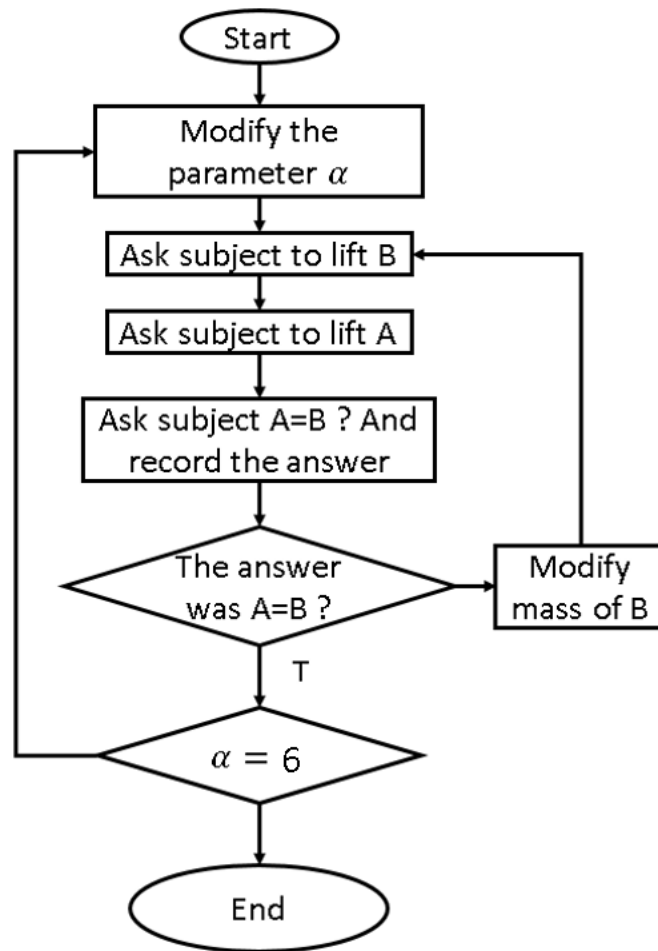 Start
Modify the
parameter α
Ask subject to lift B
Ask subject to lift A
Ask subject A=B ? And
record the answer
The answer
was A=B ?
Modify
mass of B
T
α = 6
End